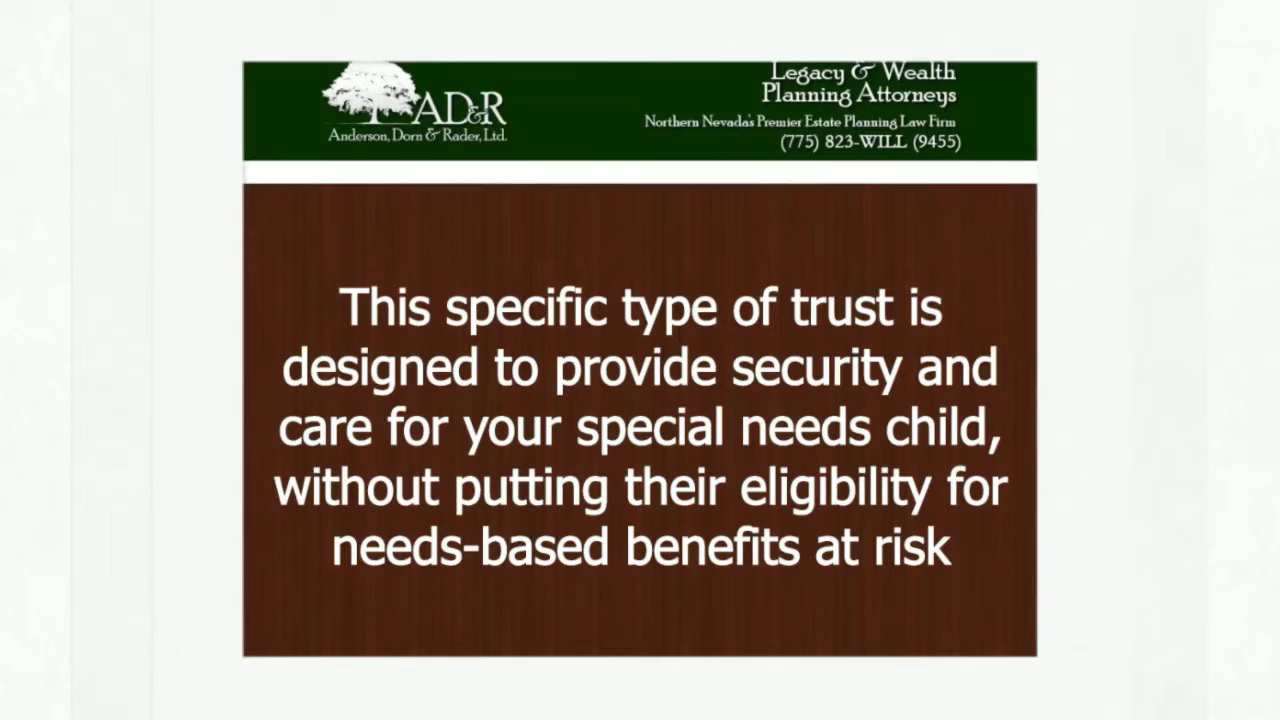 AD&R
Anderson, Dorn & Rader, Ltd.
Legacy & Wealth
Planning Attorneys
Northern Nevada's Premier Estate Planning Law Firm
(775) 823-WILL (9455)
This specific type of trust is
designed to provide security and
care for your special needs child,
without putting their eligibility for
needs-based benefits at risk